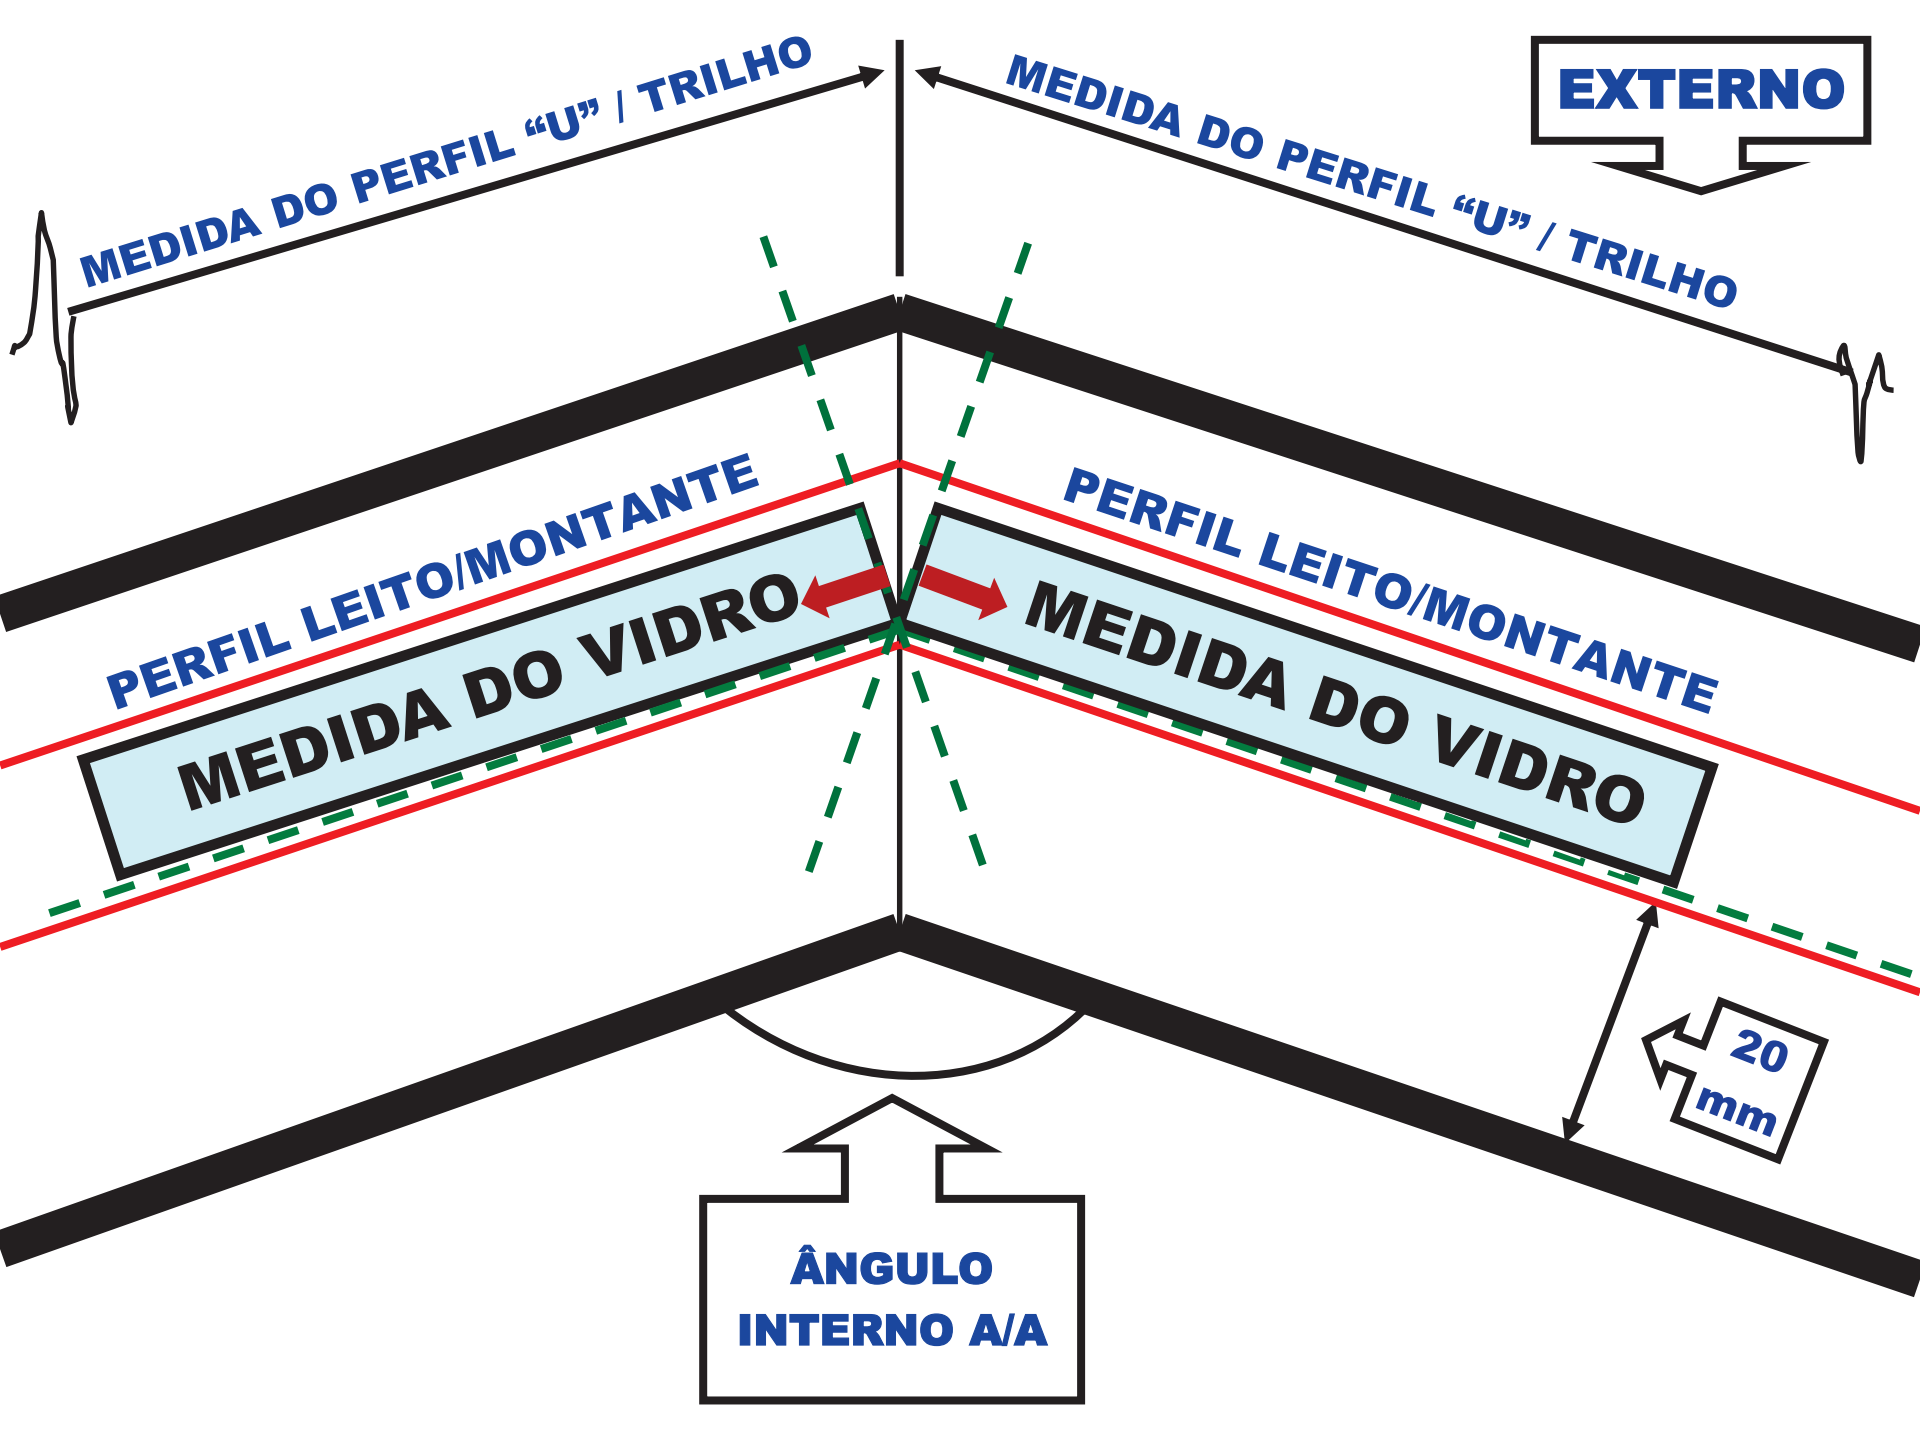 MEDIDA DO PERFIL “U” / TRILHO
MEDIDA DO PERFIL “U” / TRILHO
EXTERNO
PERFIL LEITO/MONTANTE
PERFIL LEITO/MONTANTE
MEDIDA DO VIDRO
MEDIDA DO VIDRO
20
mm
ÂNGULO
INTERNO A/A